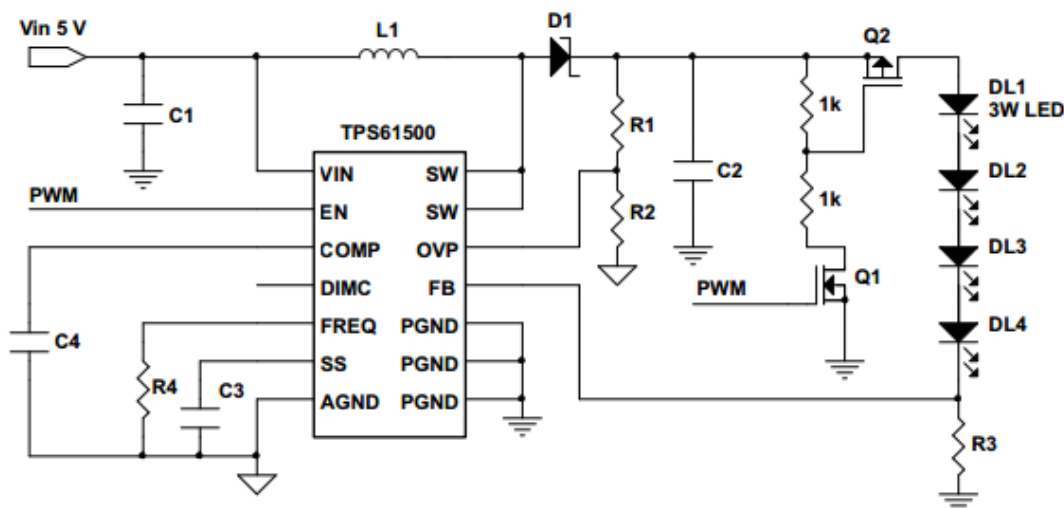 Vin 5 V
L1
D1
Q2
C1
TPS61500
R1
C2
1k
DL1
3W LED
VIN
SW
PWM
EN
SW
R2
1k
DL2
COMP
OVP
DIMC
FB
PWM
Q1
DL3
C4
FREQ
PGND
DL4
R4
C3
SS
PGND
AGND
PGND
R3